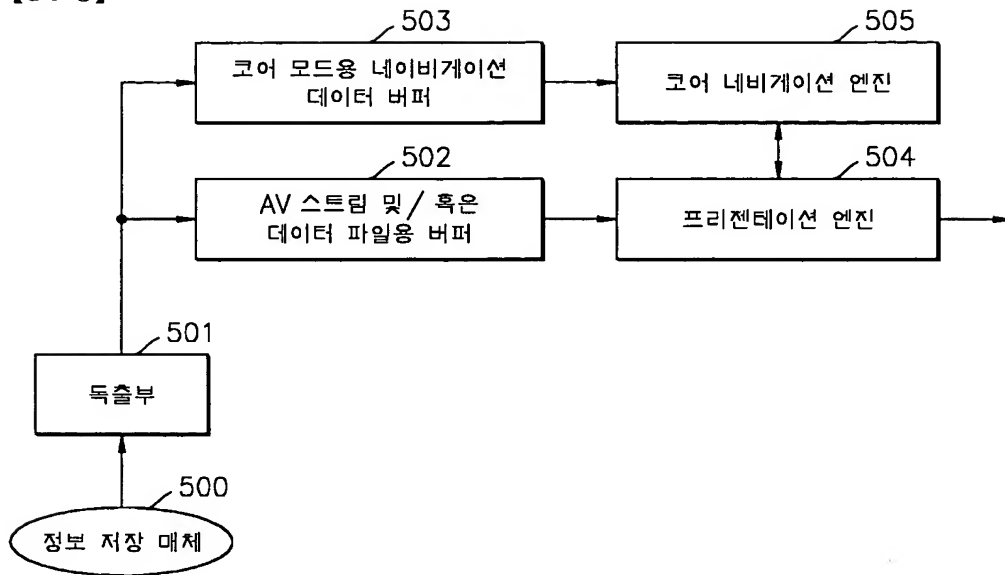 503
코어 모드용 네이비게이션
데이터 버퍼
505
코어 네비게이션 엔진
502
AV 스트림 및/ 혹은
데이터 파일용 버퍼
504
프리젠테이션 엔진
501
독출부
500
정보 저장 매체